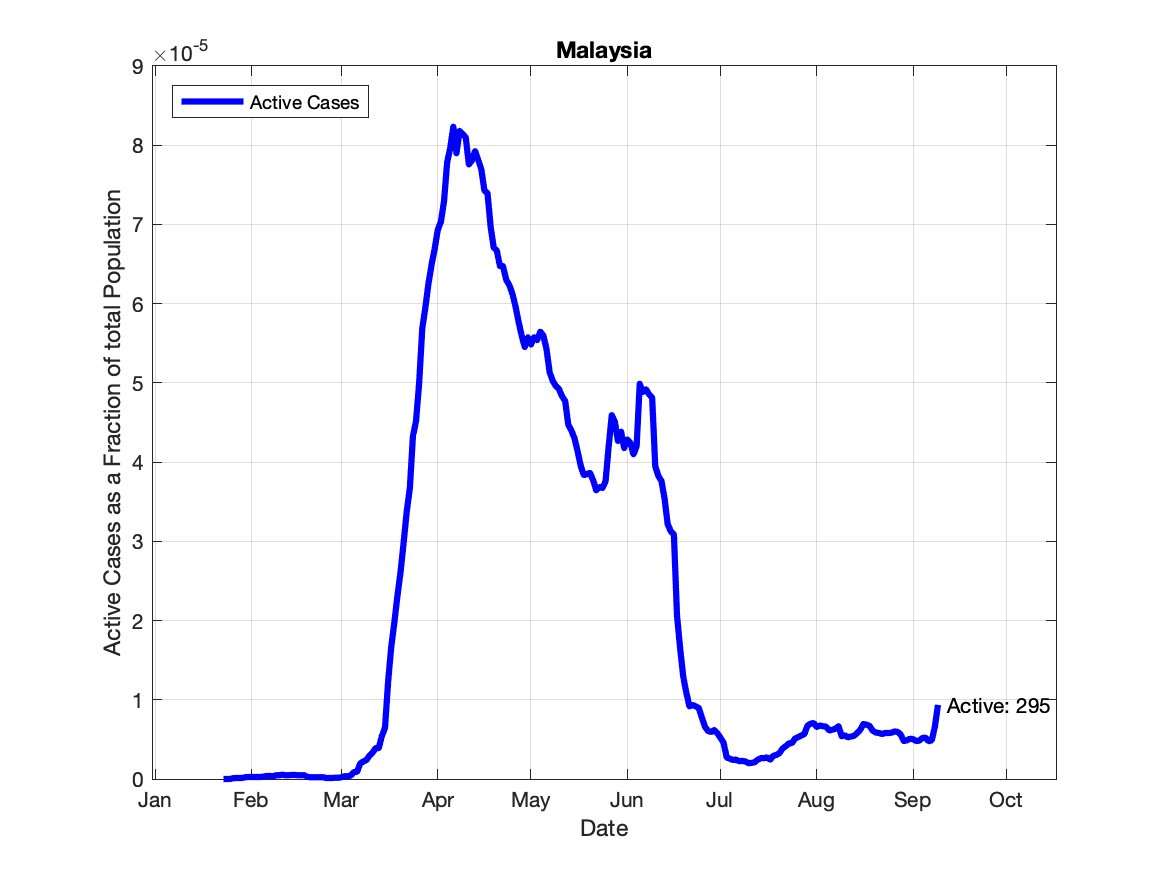 Malaysia
×10-5
Active Cases
9
8
7
6
5
4
3
2
1
0
Active Cases as a Fraction of total Population
Active: 295
Jan Feb Mar Apr May Jun Jul Aug Sep Oct
Date